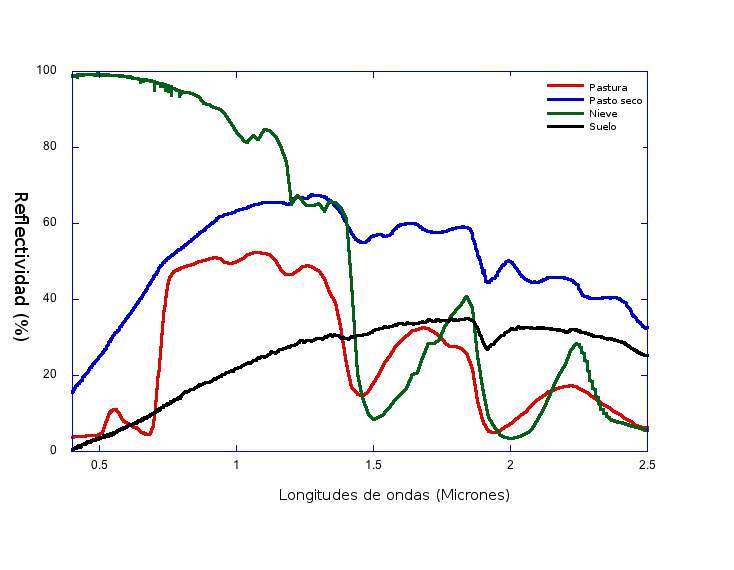 100
80
60
40
20
0
Reflectividad (%)
Pastura
Pasto seco
Nieve
Suelo
0.5 1 1.5 2 2.5
Longitudes de ondas (Micrones)